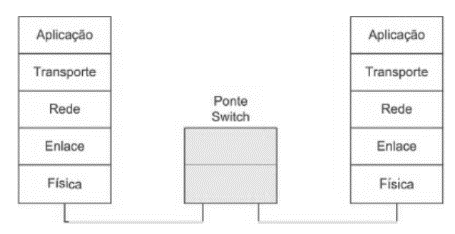 Aplicação
Transporte
Rede
Enlace
Física
Ponte
Switch
Aplicação
Transporte
Rede
Enlace
Física